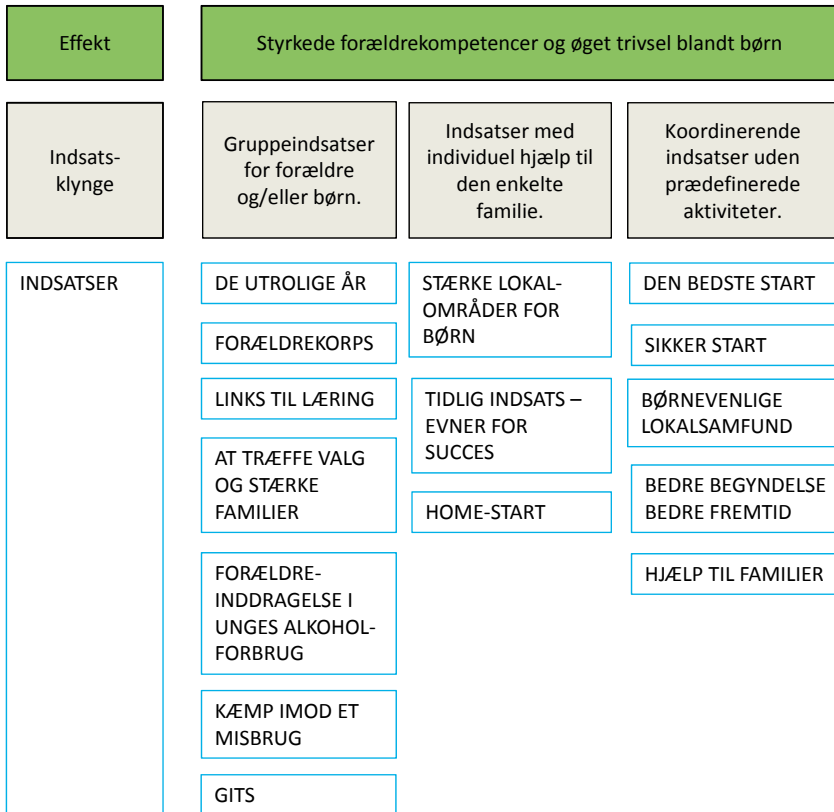 Effekt
Styrkede forældrekompetencer og øget trivsel blandt børn
Indsats-
klynge
Gruppeindsatser
for forældre
og/eller børn.
Indsatser med
individuel hjælp til
den enkelte
familie.
Koordinerende
indsatser uden
prædefinerede
aktiviteter.
INDSATSER
DE UTROLIGE ÅR
FORÆLDREKORPS
LINKS TIL LÆRING
AT TRÆFFE VALG
OG STÆRKE
FAMILIER
FORÆLDRE-
INDDRAGELSE I
UNGES ALKOHOL-
FORBRUG
KÆMP IMOD ET
MISBRUG
GITS
STÆRKE LOKAL-
OMRÅDER FOR
BØRN
TIDLIG INDSATS –
EVNER FOR
SUCCES
HOME-START
DEN BEDSTE START
SIKKER START
BØRNEVENLIGE
LOKALSAMFUND
BEDRE BEGYNDELSE
BEDRE FREMTID
HJÆLP TIL FAMILIER